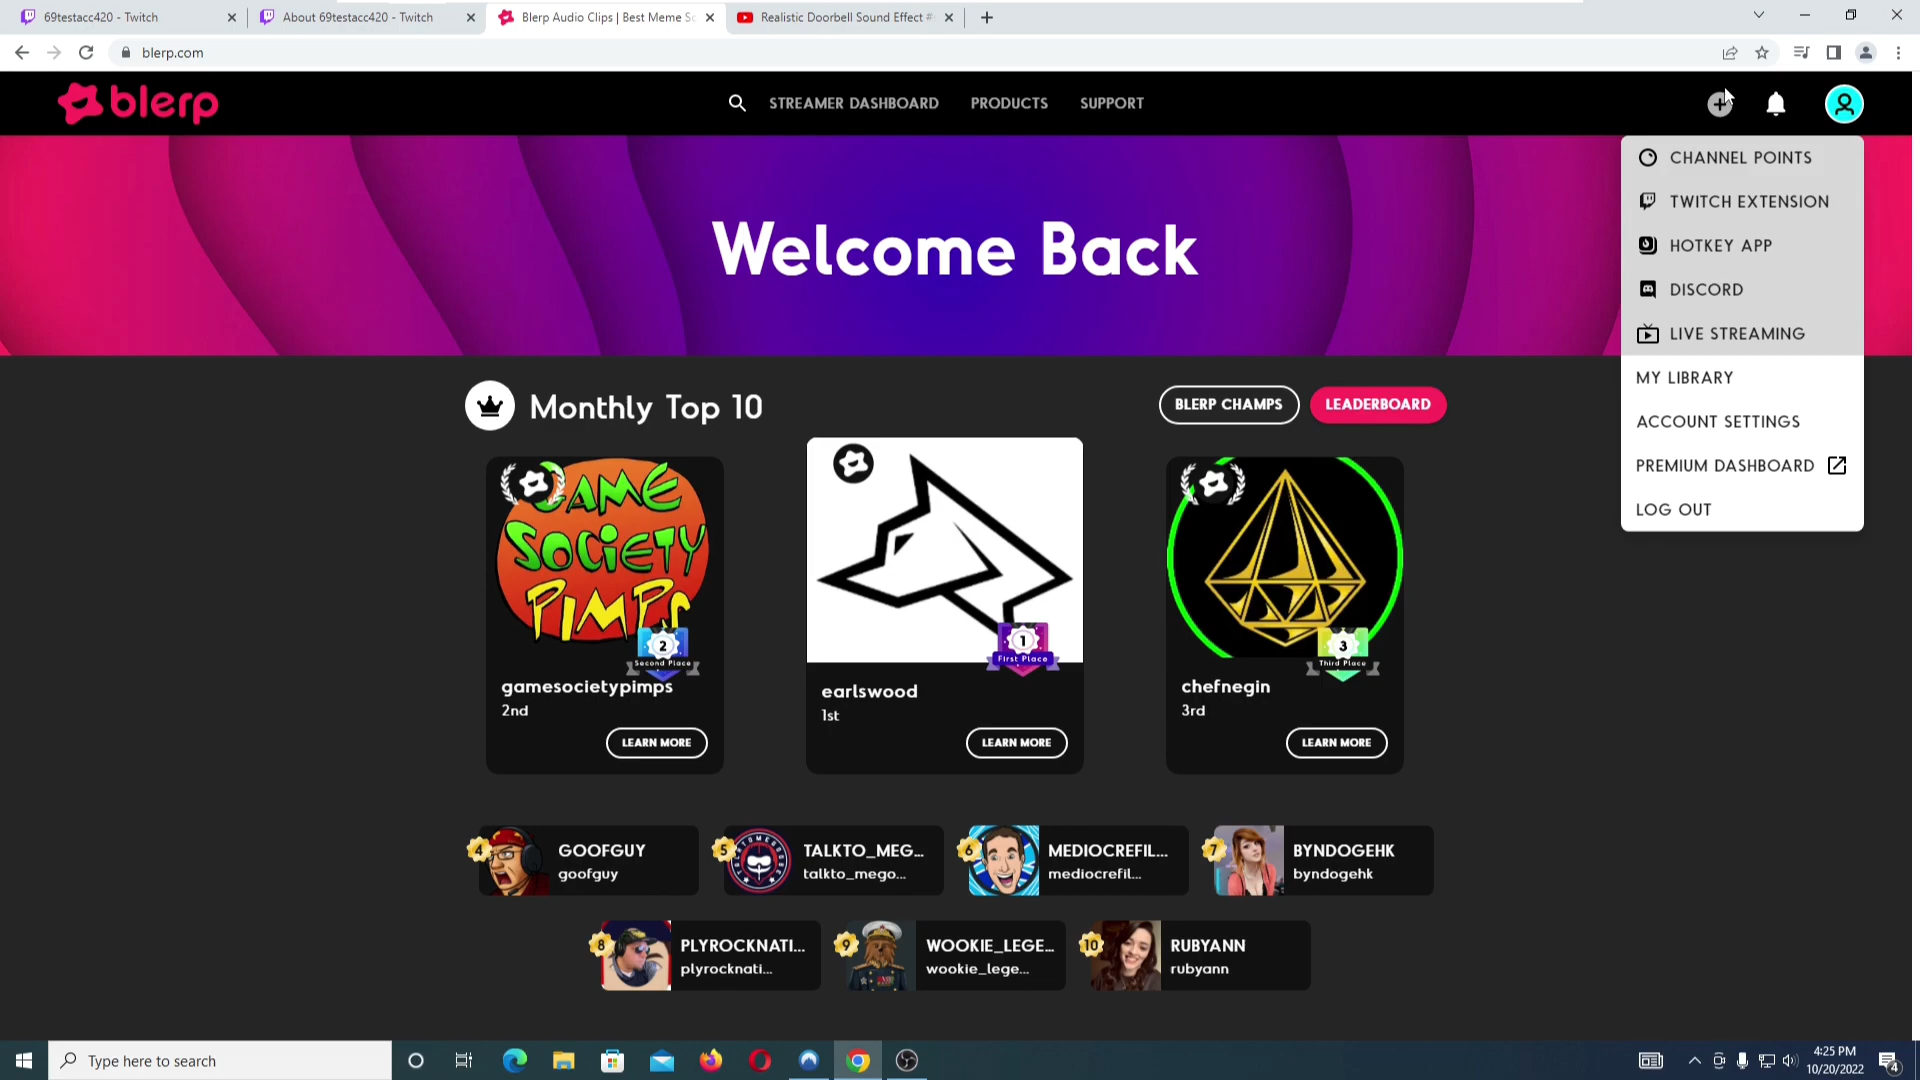 69testacc420 - Twitch
About 69testacc420 - Twitch
Blerp Audio Clips | Best Meme So
Realistic Doorbell Sound Effect #
blerp.com
blerp
STREAMER DASHBOARD
PRODUCTS
SUPPORT
Welcome Back
CHANNEL POINTS
TWITCH EXTENSION
HOTKEY APP
DISCORD
LIVE STREAMING
MY LIBRARY
ACCOUNT SETTINGS
PREMIUM DASHBOARD
LOG OUT
Monthly Top 10
BLERP CHAMPS
LEADERBOARD
GAME
SOCIETY
PIMPS
2
Second Place
gamesocietypimps
2nd
LEARN MORE
1
First Place
earlswood
1st
LEARN MORE
3
Third Place
chefnegin
3rd
LEARN MORE
4
GOOFGUY
goofguy
5
TALKTO_MEG...
talkto_mego...
6
MEDIOCREFIL...
mediocrefil...
7
BYNDOGEHK
byndogehk
8
PLYROCKNATI...
plyrocknati...
9
WOOKIE_LEGE...
wookie_lege...
10
RUBYANN
rubyann
Type here to search
4:25 PM
10/20/2022
4